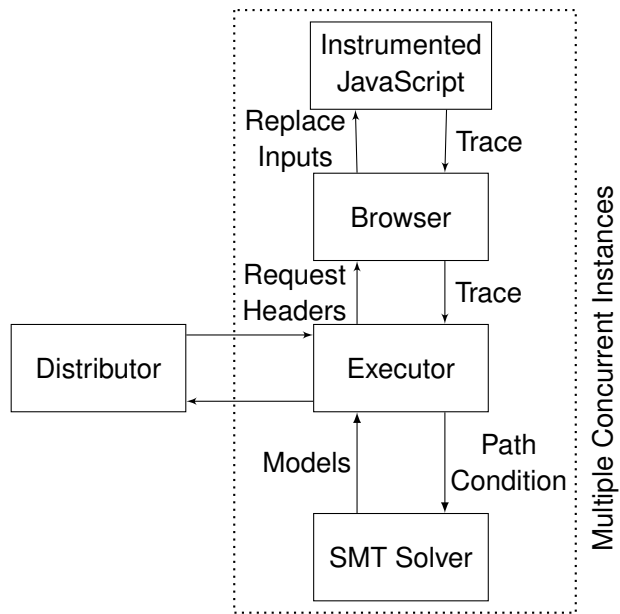 Instrumented
JavaScript
Replace
Inputs
Trace
Browser
Request
Headers
Trace
Distributor
Executor
Models
Path
Condition
SMT Solver
Multiple Concurrent Instances